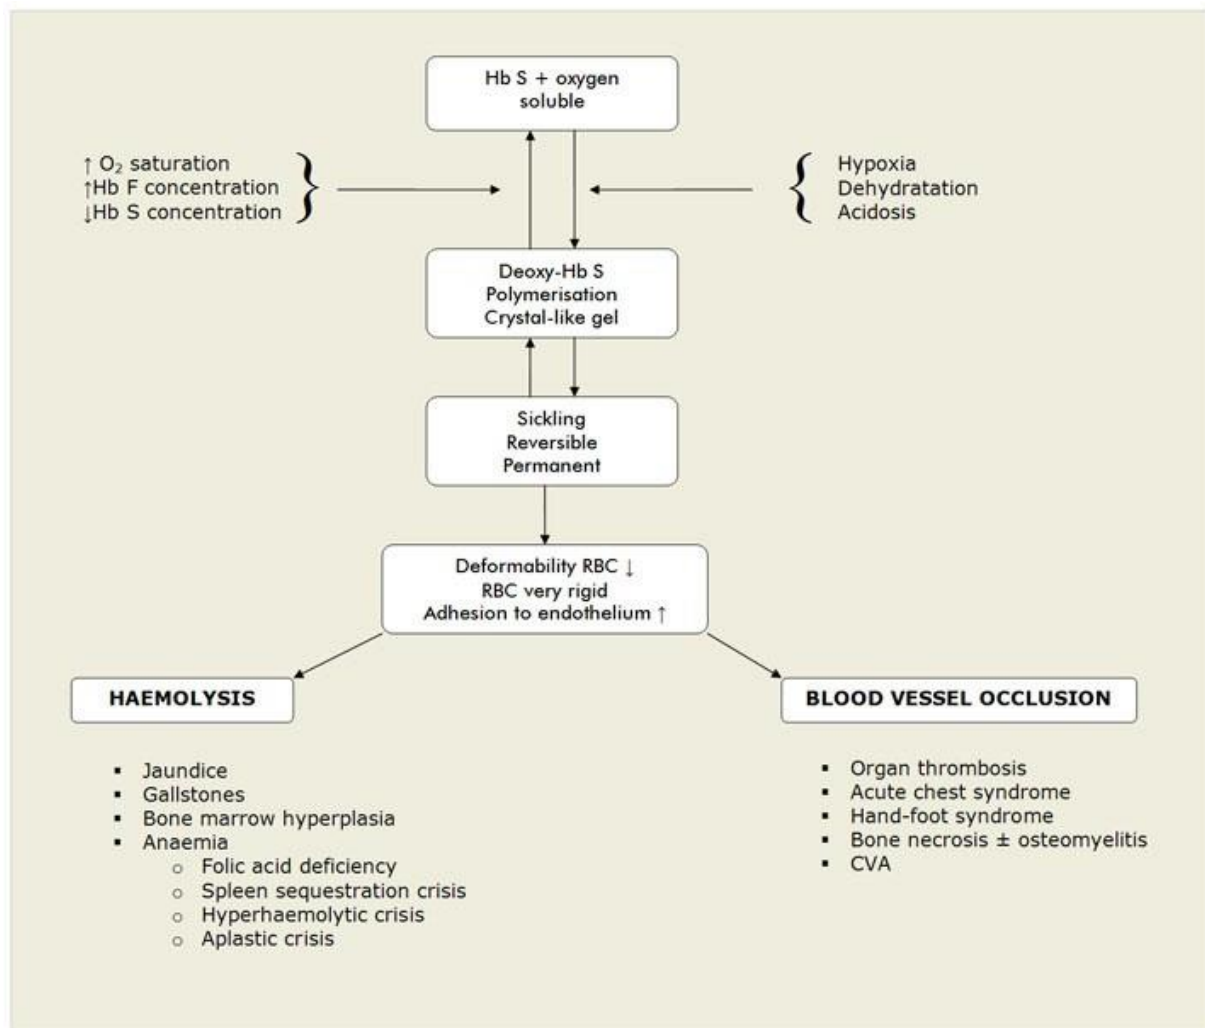 Hb S + oxygen
soluble
↑ O₂ saturation
↑Hb F concentration
↓Hb S concentration
Hypoxia
Dehydratation
Acidosis
Deoxy-Hb S
Polymerisation
Crystal-like gel
Sickling
Reversible
Permanent
Deformability RBC ↓
RBC very rigid
Adhesion to endothelium ↑
HAEMOLYSIS
▪ Jaundice
▪ Gallstones
▪ Bone marrow hyperplasia
▪ Anaemia
o Folic acid deficiency
o Spleen sequestration crisis
o Hyperhaemolytic crisis
o Aplastic crisis
BLOOD VESSEL OCCLUSION
▪ Organ thrombosis
▪ Acute chest syndrome
▪ Hand-foot syndrome
▪ Bone necrosis ± osteomyelitis
▪ CVA